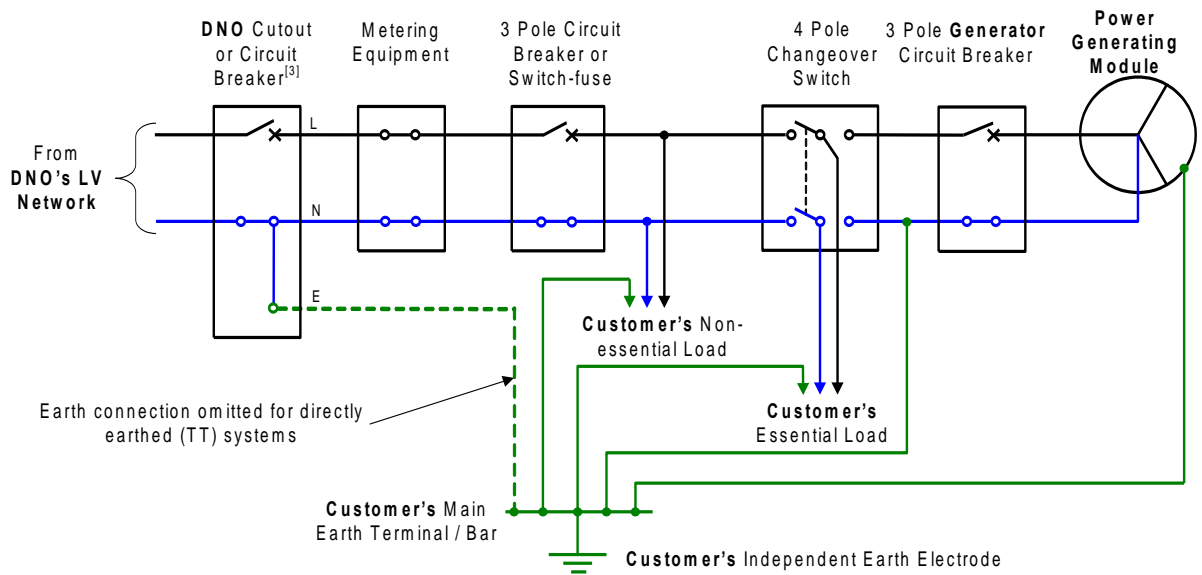 DNO Cutout
or Circuit
Breaker[3]
Metering
Equipment
3 Pole Circuit
Breaker or
Switch-fuse
4 Pole
Changeover
Switch
3 Pole Generator
Circuit Breaker
Power
Generating
Module
L
From
DNO's LV
Network
N
E
Customer's Non-
essential Load
Customer's
Essential Load
Earth connection omitted for directly
earthed (TT) systems
Customer's Main
Earth Terminal / Bar
Customer's Independent Earth Electrode